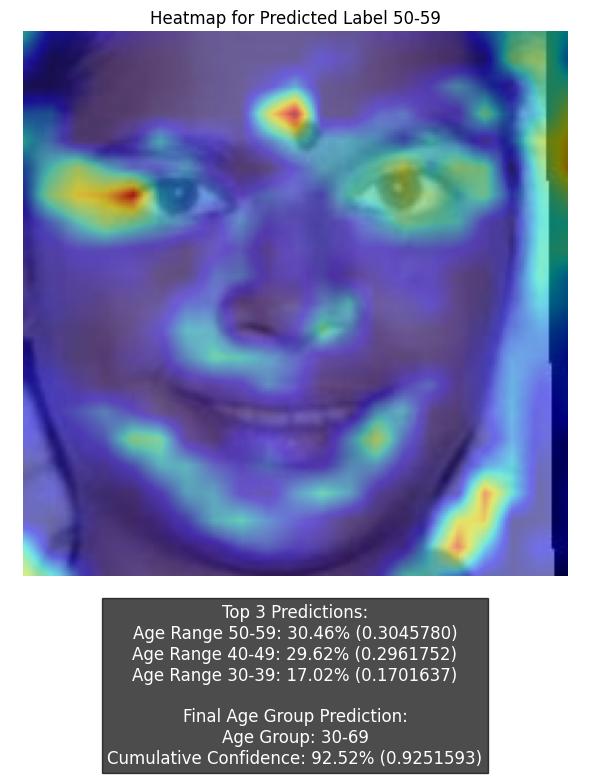 Heatmap for Predicted Label 50-59
Top 3 Predictions:
Age Range 50-59: 30.46% (0.3045780)
Age Range 40-49: 29.62% (0.2961752)
Age Range 30-39: 17.02% (0.1701637)
Final Age Group Prediction:
Age Group: 30-69
Cumulative Confidence: 92.52% (0.9251593)